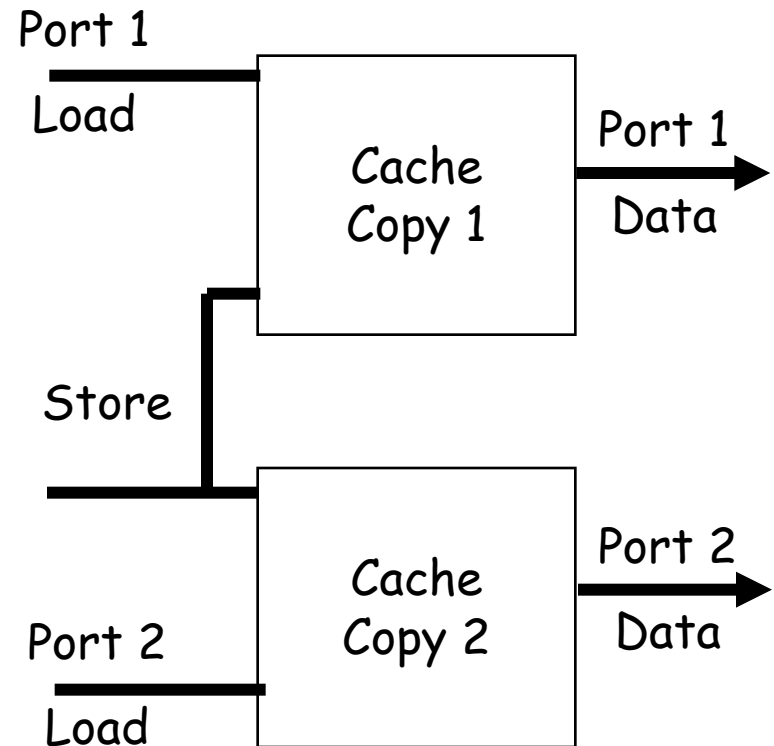 Port 1
Load
Cache
Copy 1
Port 1
Data
Store
Cache
Copy 2
Port 2
Data
Port 2
Load